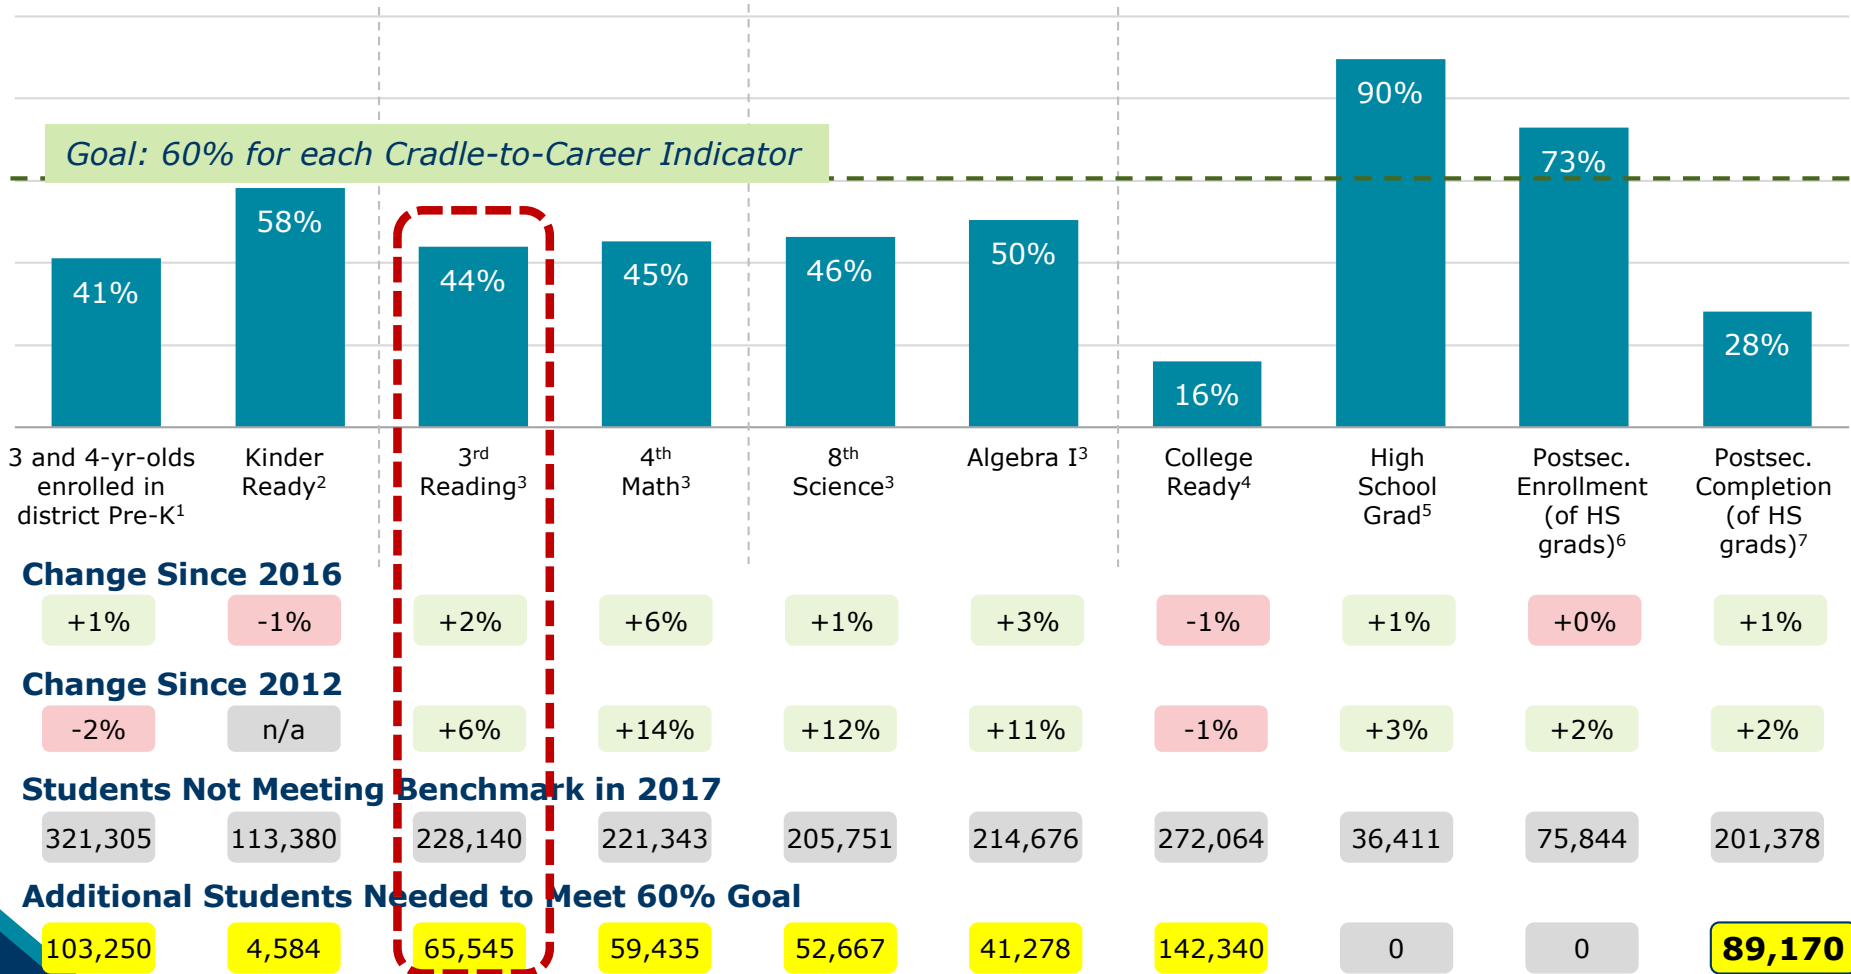 90%
Goal: 60% for each Cradle-to-Career Indicator
73%
58%
41%
44%
45%
46%
50%
16%
28%
3 and 4-yr-olds
enrolled in
district Pre-K¹
Kinder
Ready²
3ʳᵈ
Reading³
4ᵗʰ
Math³
8ᵗʰ
Science³
Algebra I³
College
Ready⁴
High
School
Grad⁵
Postsec.
Enrollment
(of HS
grads)⁶
Postsec.
Completion
(of HS
grads)⁷
Change Since 2016
+1% -1% +2% +6% +1% +3% -1% +1% +0% +1%
Change Since 2012
-2% n/a +6% +14% +12% +11% -1% +3% +2% +2%
Students Not Meeting Benchmark in 2017
321,305 113,380 228,140 221,343 205,751 214,676 272,064 36,411 75,844 201,378
Additional Students Needed to Meet 60% Goal
103,250 4,584 65,545 59,435 52,667 41,278 142,340 0 0 89,170